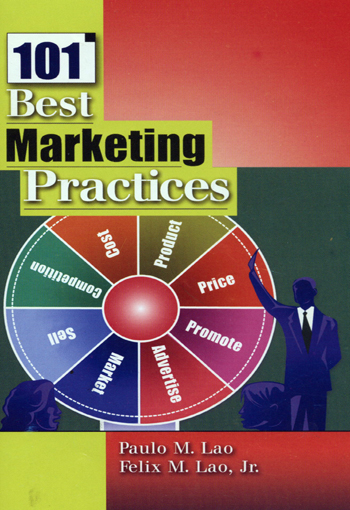 101
Best
Marketing
Practices
Product
Price
Promote
Advertise
Market
Sell
Competition
Cost
Paulo M. Lao
Felix M. Lao, Jr.